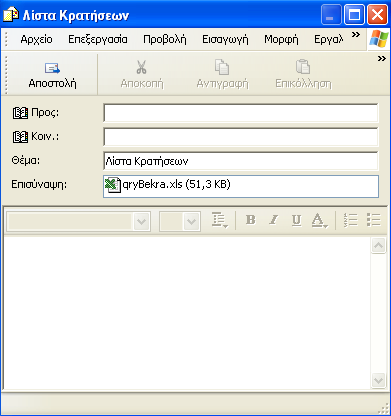 Λίστα Κρατήσεων
Αρχείο Επεξεργασία Προβολή Εισαγωγή Μορφή Εργαλ »
Αποστολή Αποκοπή Αντιγραφή Επικόλληση »
Προς:
Κοιν.:
Θέμα: Λίστα Κρατήσεων
Επισύναψη: qryBekra.xls (51,3 KB)
B I U A